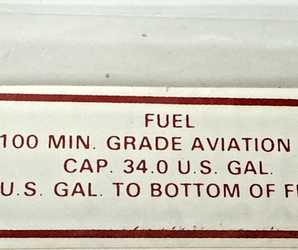 FUEL
100 MIN. GRADE AVIATION
CAP. 34.0 U.S. GAL.
U.S. GAL. TO BOTTOM OF